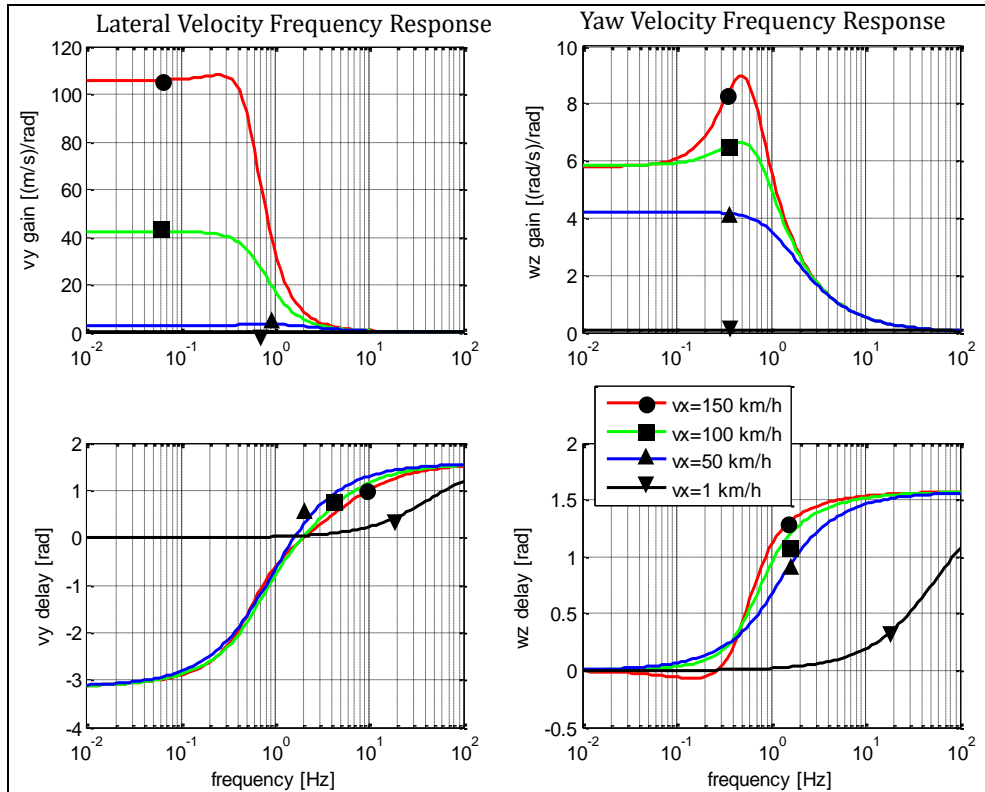 Lateral Velocity Frequency Response
Yaw Velocity Frequency Response
vy gain [(m/s)/rad]
120
100
80
60
40
20
0
10^-2 10^-1 10^0 10^1 10^2
wz gain [(rad/s)/rad]
10
8
6
4
2
0
10^-2 10^-1 10^0 10^1 10^2
vx=150 km/h
vx=100 km/h
vx=50 km/h
vx=1 km/h
vy delay [rad]
2
1
0
-1
-2
-3
-4
10^-2 10^-1 10^0 10^1 10^2
frequency [Hz]
wz delay [rad]
2
1.5
1
0.5
0
-0.5
10^-2 10^-1 10^0 10^1 10^2
frequency [Hz]